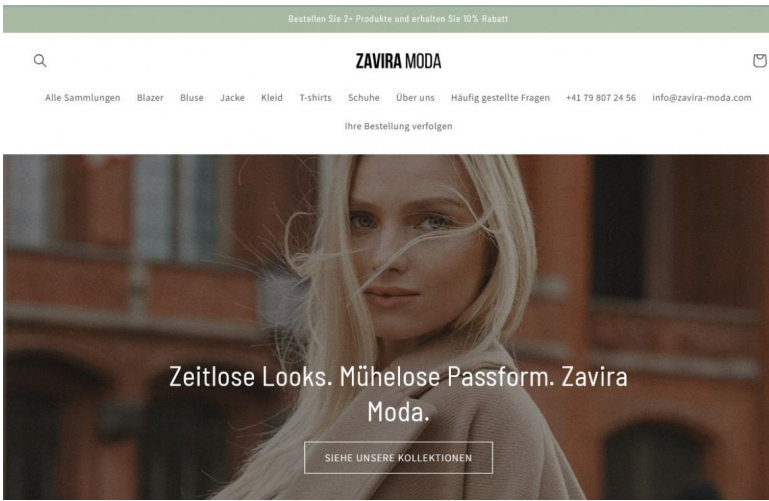 Bestellen Sie 2+ Produkte und erhalten Sie 10% Rabatt
ZAVIRA MODA
Alle Sammlungen Blazer Bluse Jacke Kleid T-shirts Schuhe Über uns Häufig gestellte Fragen +41 79 807 24 56 info@zavira-moda.com
Ihre Bestellung verfolgen
Zeitlose Looks. Mühelose Passform. Zavira
Moda.
SIEHE UNSERE KOLLEKTIONEN